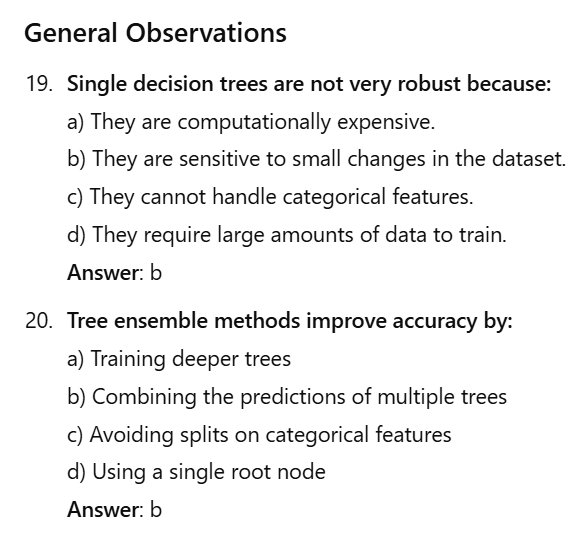 General Observations
19. Single decision trees are not very robust because:
a) They are computationally expensive.
b) They are sensitive to small changes in the dataset.
c) They cannot handle categorical features.
d) They require large amounts of data to train.
Answer: b
20. Tree ensemble methods improve accuracy by:
a) Training deeper trees
b) Combining the predictions of multiple trees
c) Avoiding splits on categorical features
d) Using a single root node
Answer: b